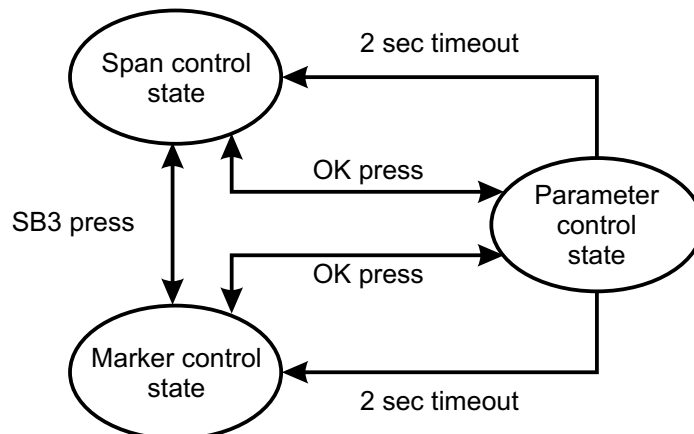 2 sec timeout
Span control
state
OK press
Parameter
control
state
SB3 press
OK press
Marker control
state
2 sec timeout